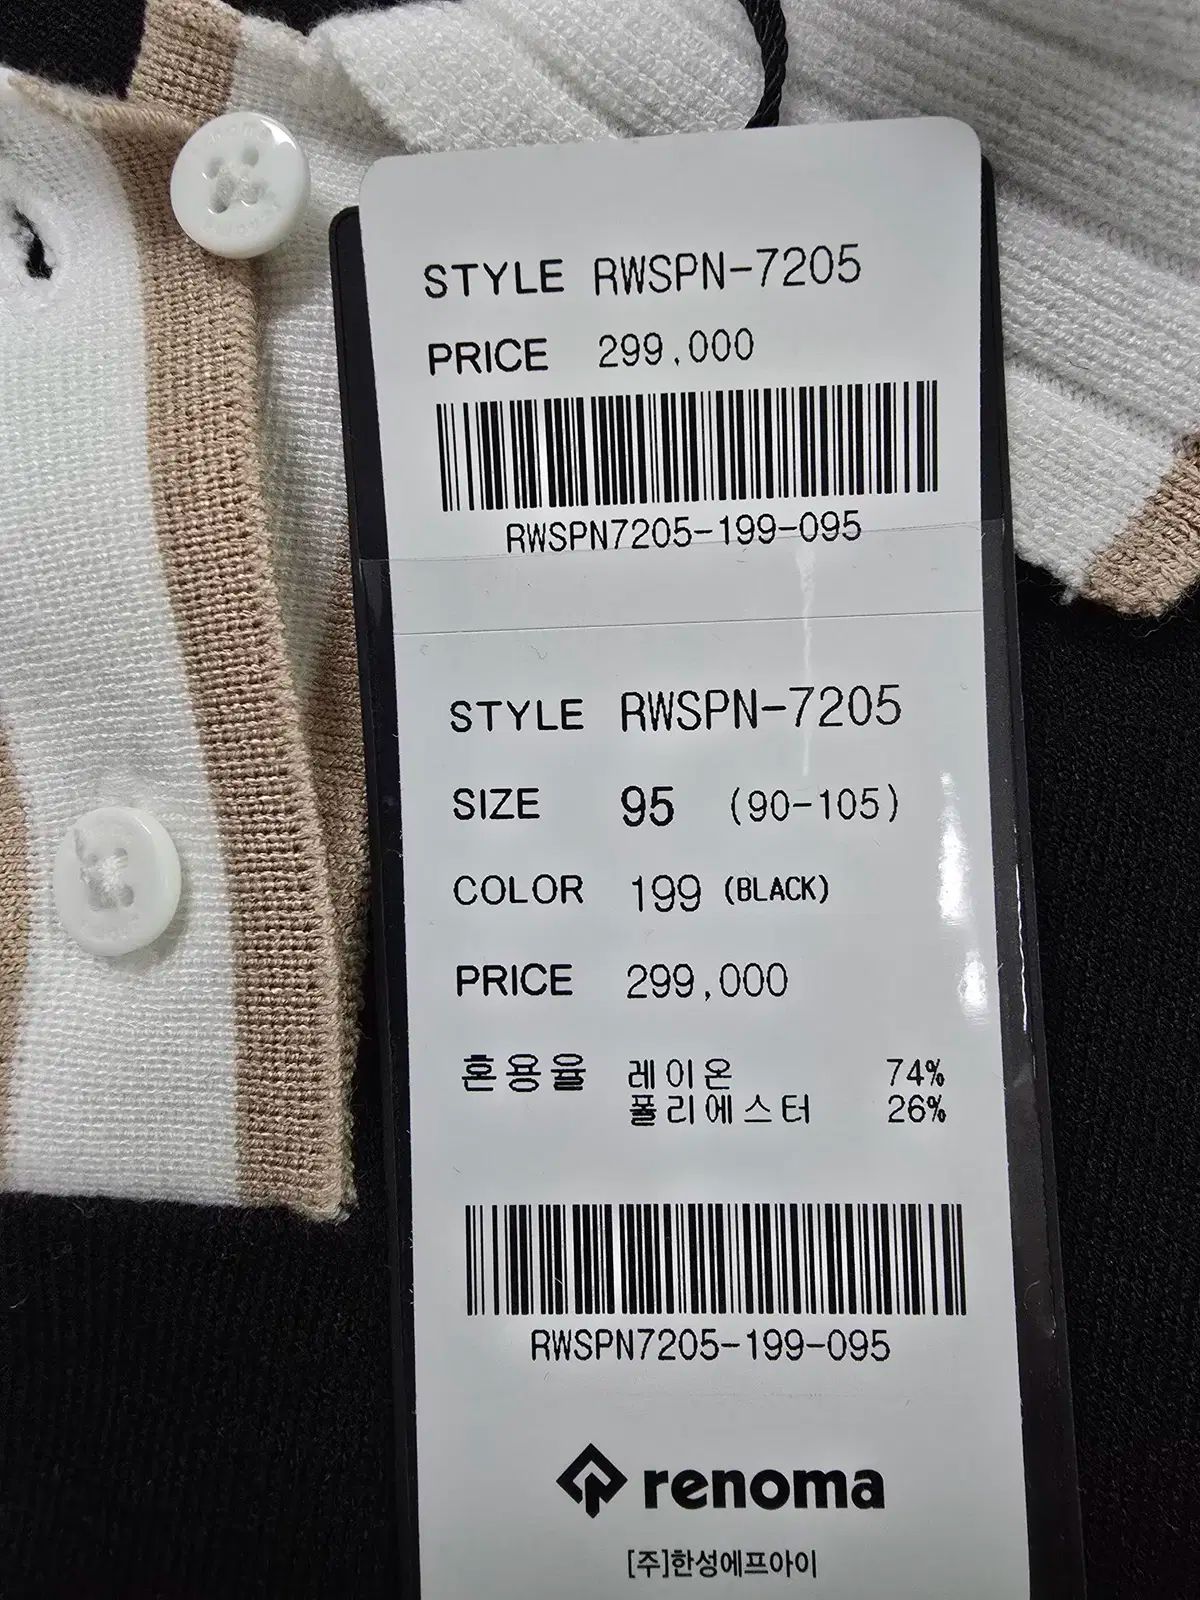 STYLE RWSPN-7205
PRICE 299,000
RWSPN7205-199-095
STYLE RWSPN-7205
SIZE 95 (90-105)
COLOR 199 (BLACK)
PRICE 299,000
혼용율 레이온 74%
폴리에스터 26%
RWSPN7205-199-095
renoma
[주]한성에프아이